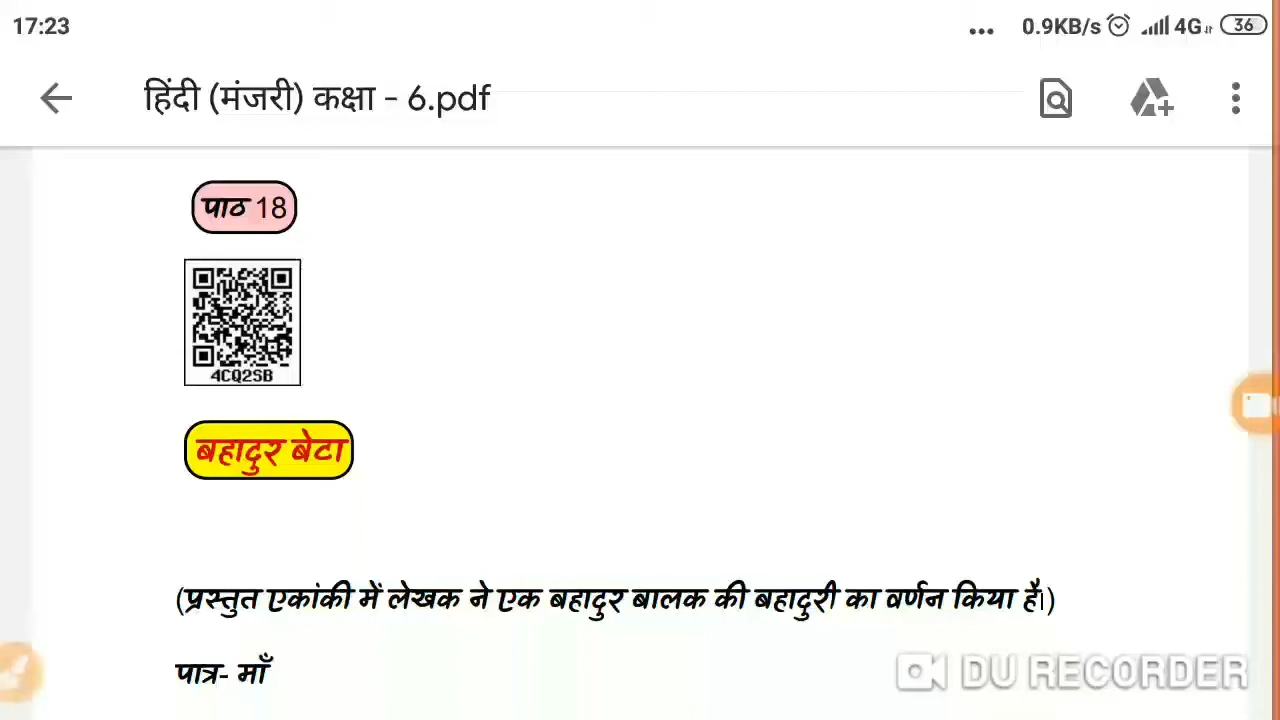 17:23 ... 0.9KB/s 4G 36
हिंदी (मंजरी) कक्षा - 6.pdf
पाठ 18
4CQ2SB
बहादुर बेटा
(प्रस्तुत एकांकी में लेखक ने एक बहादुर बालक की बहादुरी का वर्णन किया है।)
पात्र- माँ
DU RECORDER